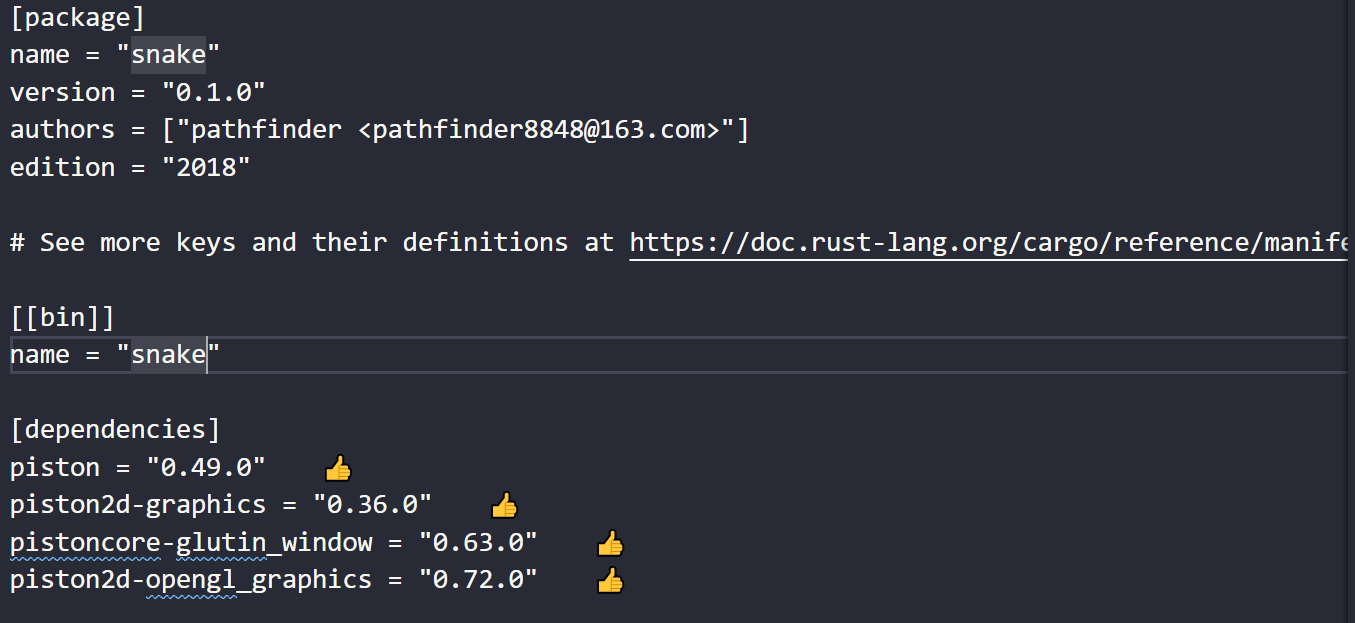 [package]
name = "snake"
version = "0.1.0"
authors = ["pathfinder <pathfinder8848@163.com>"]
edition = "2018"
# See more keys and their definitions at https://doc.rust-lang.org/cargo/reference/manife
[[bin]]
name = "snake"
[dependencies]
piston = "0.49.0" 👍
piston2d-graphics = "0.36.0" 👍
pistoncore-glutin_window = "0.63.0" 👍
piston2d-opengl_graphics = "0.72.0" 👍